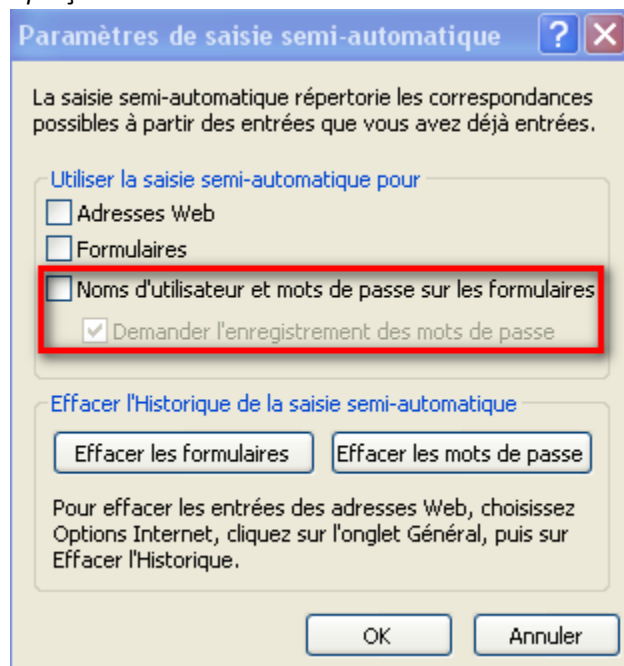 Paramètres de saisie semi-automatique
La saisie semi-automatique répertorie les correspondances
possibles à partir des entrées que vous avez déjà entrées.
Utiliser la saisie semi-automatique pour
Adresses Web
Formulaires
Noms d'utilisateur et mots de passe sur les formulaires
Demander l'enregistrement des mots de passe
Effacer l'Historique de la saisie semi-automatique
Effacer les formulaires Effacer les mots de passe
Pour effacer les entrées des adresses Web, choisissez
Options Internet, cliquez sur l'onglet Général, puis sur
Effacer l'Historique.
OK Annuler